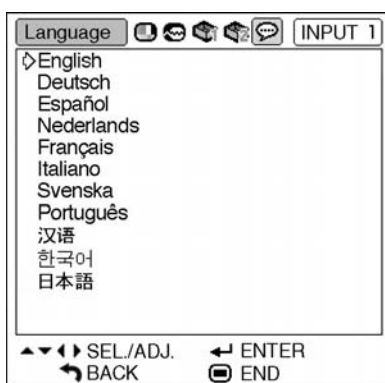 Language INPUT 1
English
Deutsch
Español
Nederlands
Français
Italiano
Svenska
Português
汉语
한국어
日本語
SEL./ADJ. ENTER
BACK END